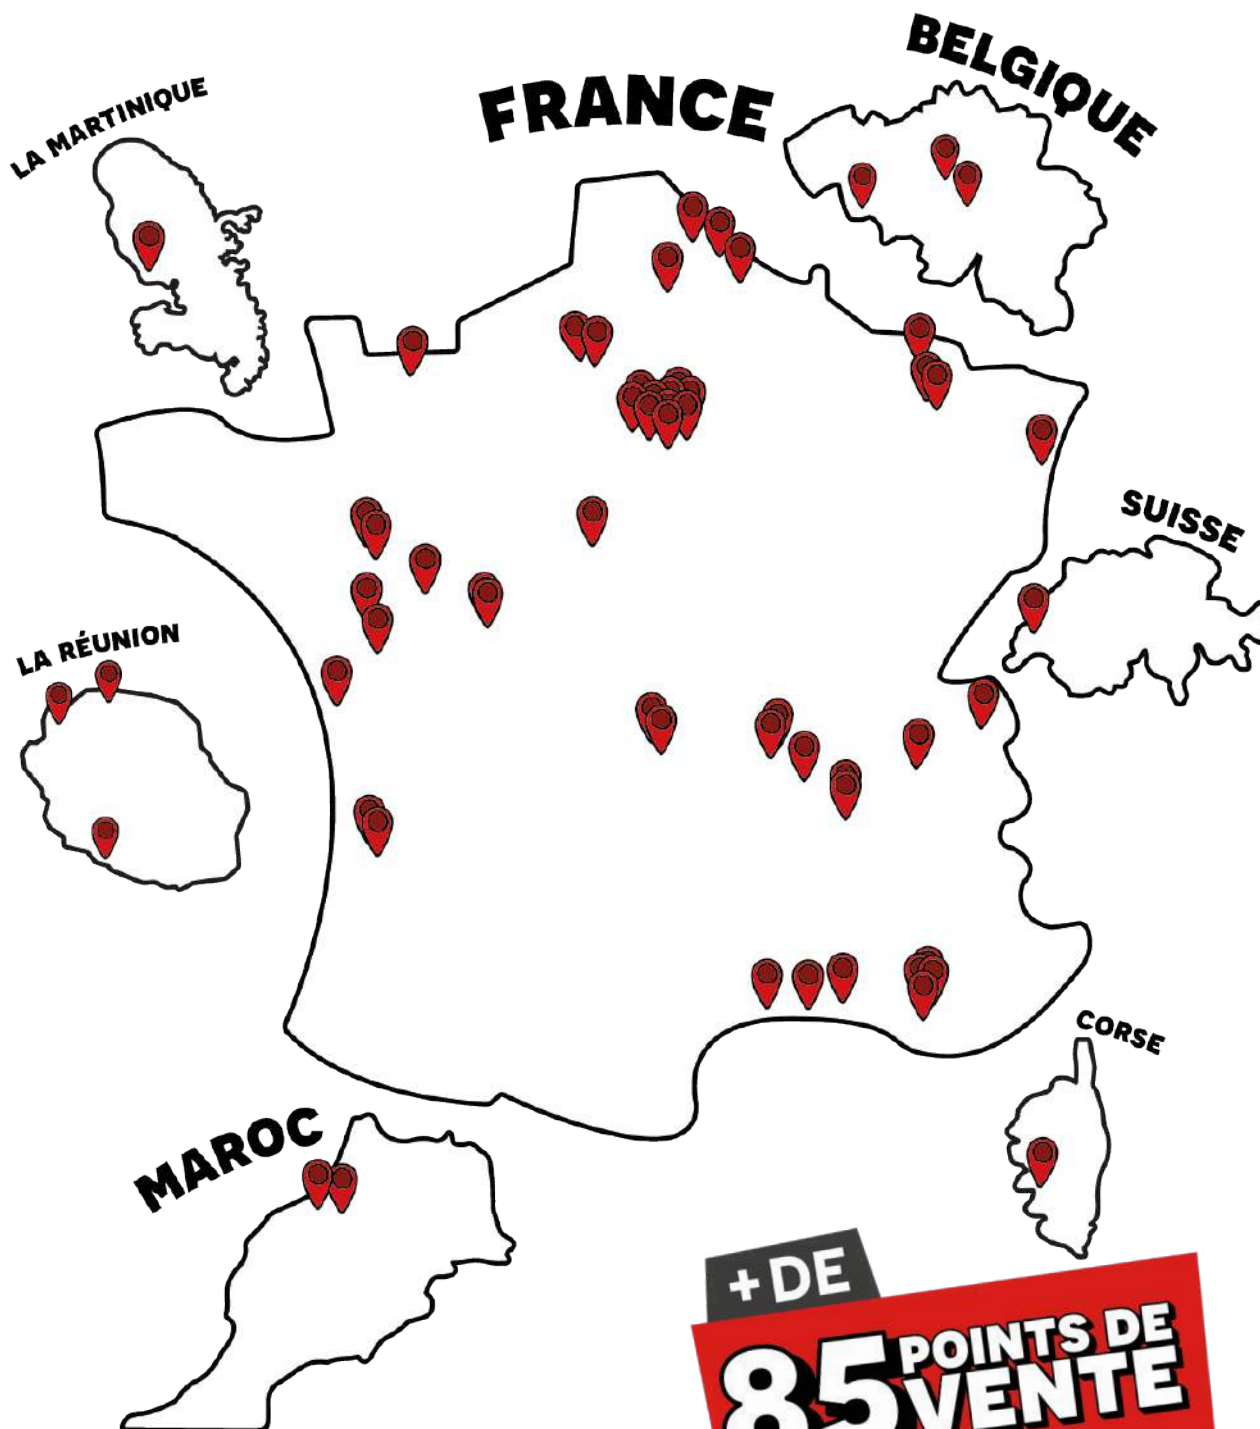 BELGIQUE
FRANCE
LA MARTINIQUE
SUISSE
LA RÉUNION
CORSE
MAROC
+ DE
85 POINTS DE
VENTE